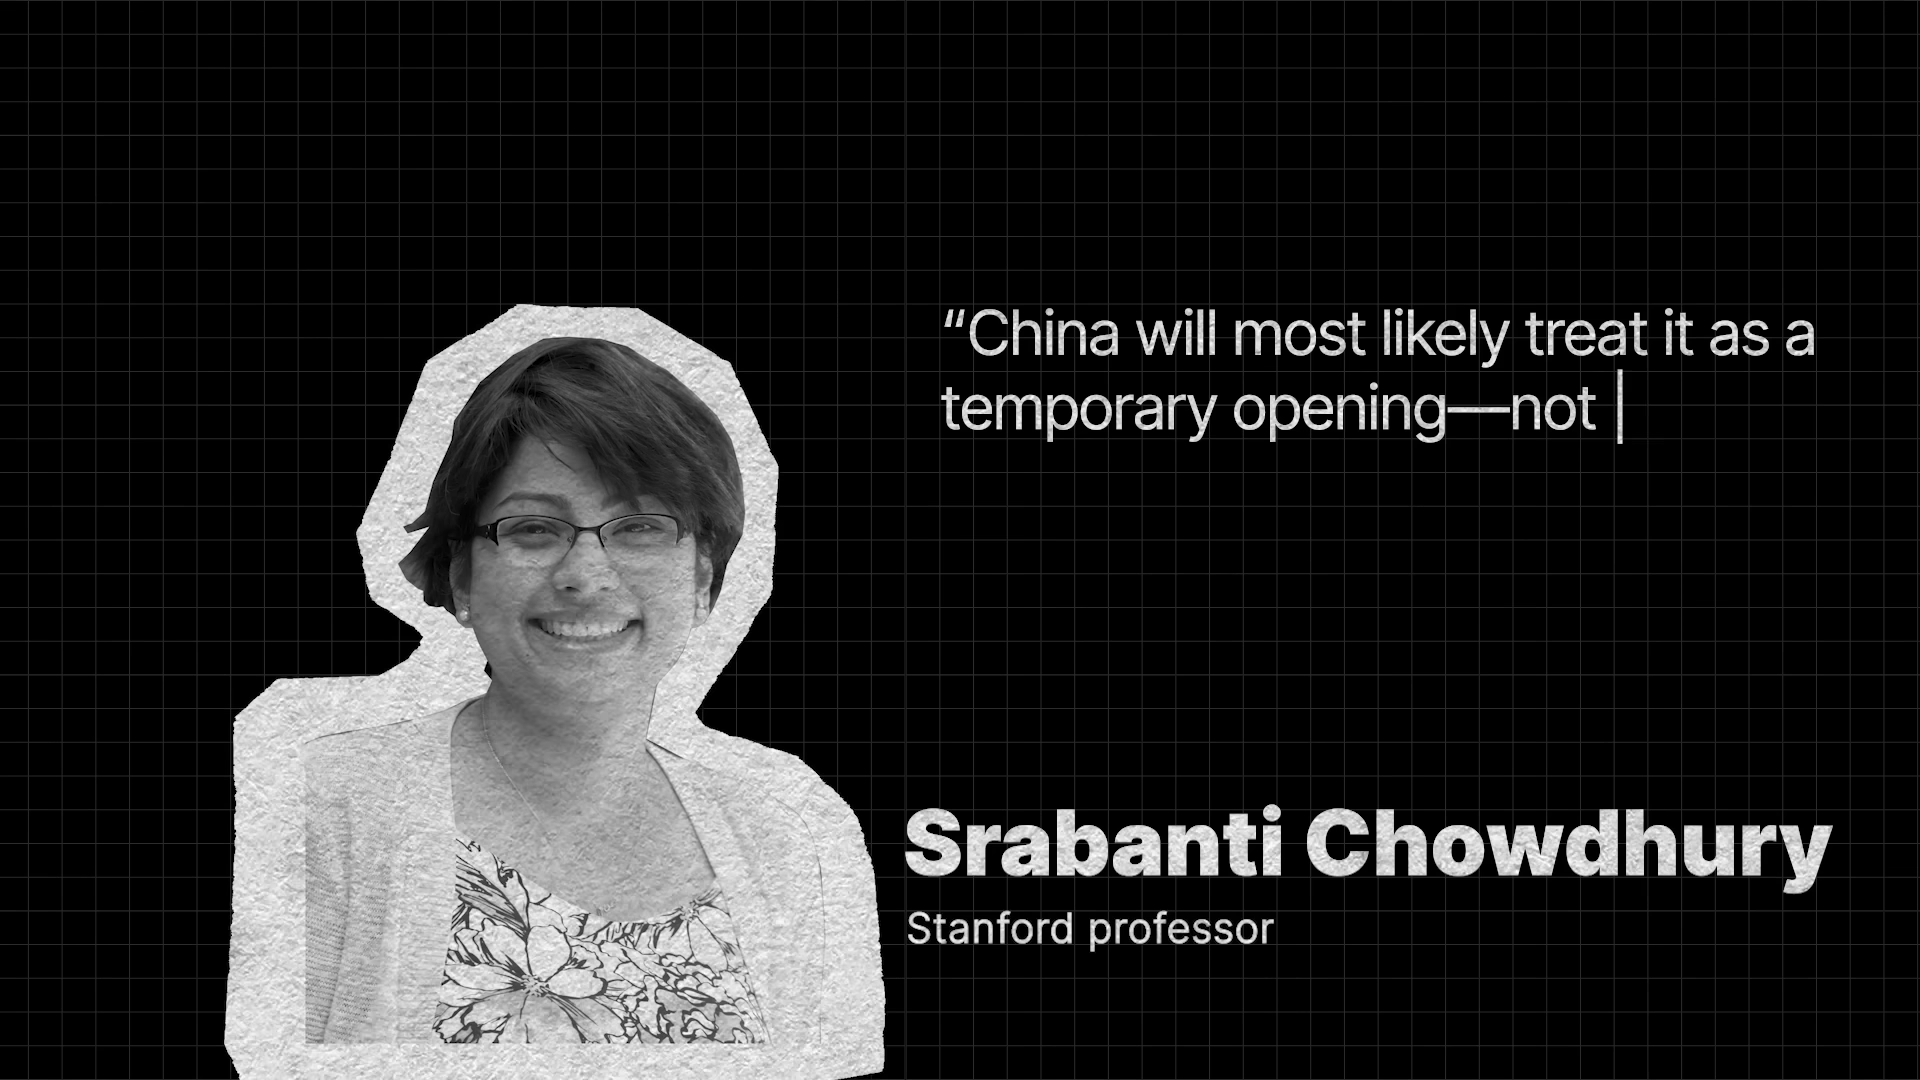 “China will most likely treat it as a
temporary opening—not
Srabanti Chowdhury
Stanford professor